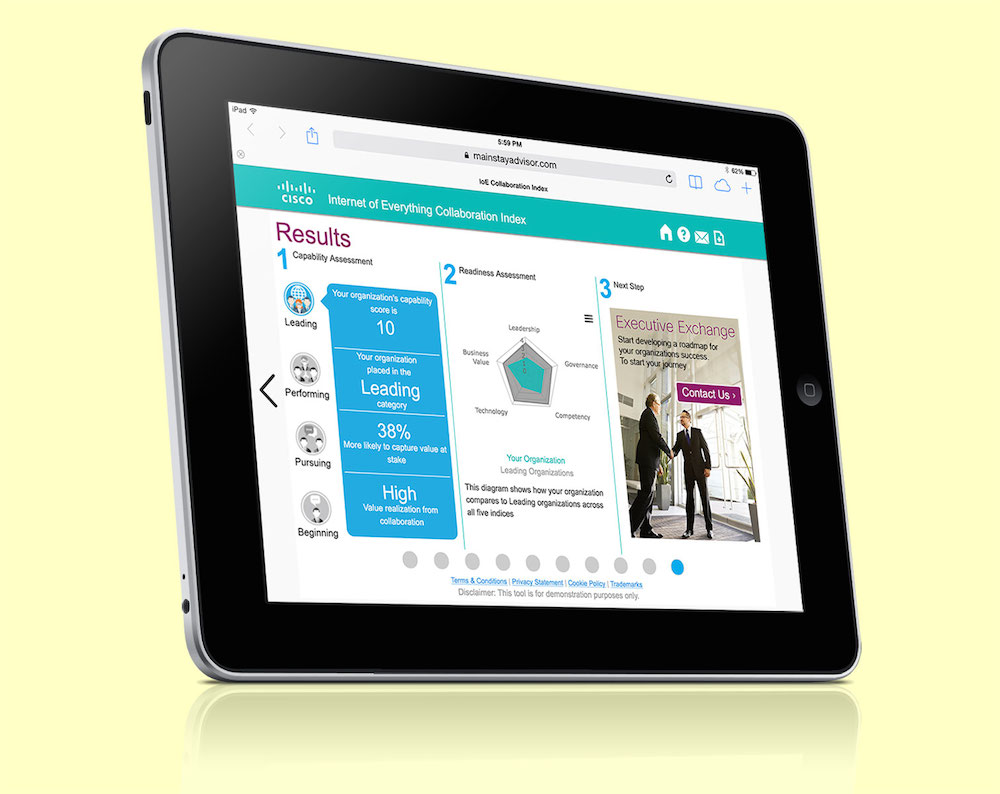 iPad
5:59 PM
62%
mainstayadvisor.com
IoE Collaboration Index
CISCO
Internet of Everything Collaboration Index
Results
1 Capability Assessment
Leading
Performing
Pursuing
Beginning
Your organization's capability
score is
10
Your organization
placed in the
Leading
category
38%
More likely to capture value at
stake
High
Value realization from
collaboration
2 Readiness Assessment
Leadership
Business
Value
Governance
Technology
Competency
Your Organization
Leading Organizations
This diagram shows how your organization
compares to Leading organizations across
all five indices
3 Next Step
Executive Exchange
Start developing a roadmap for
your organizations success.
To start your journey
Contact Us ›
Terms & Conditions | Privacy Statement | Cookie Policy | Trademarks
Disclaimer: This tool is for demonstration purposes only.